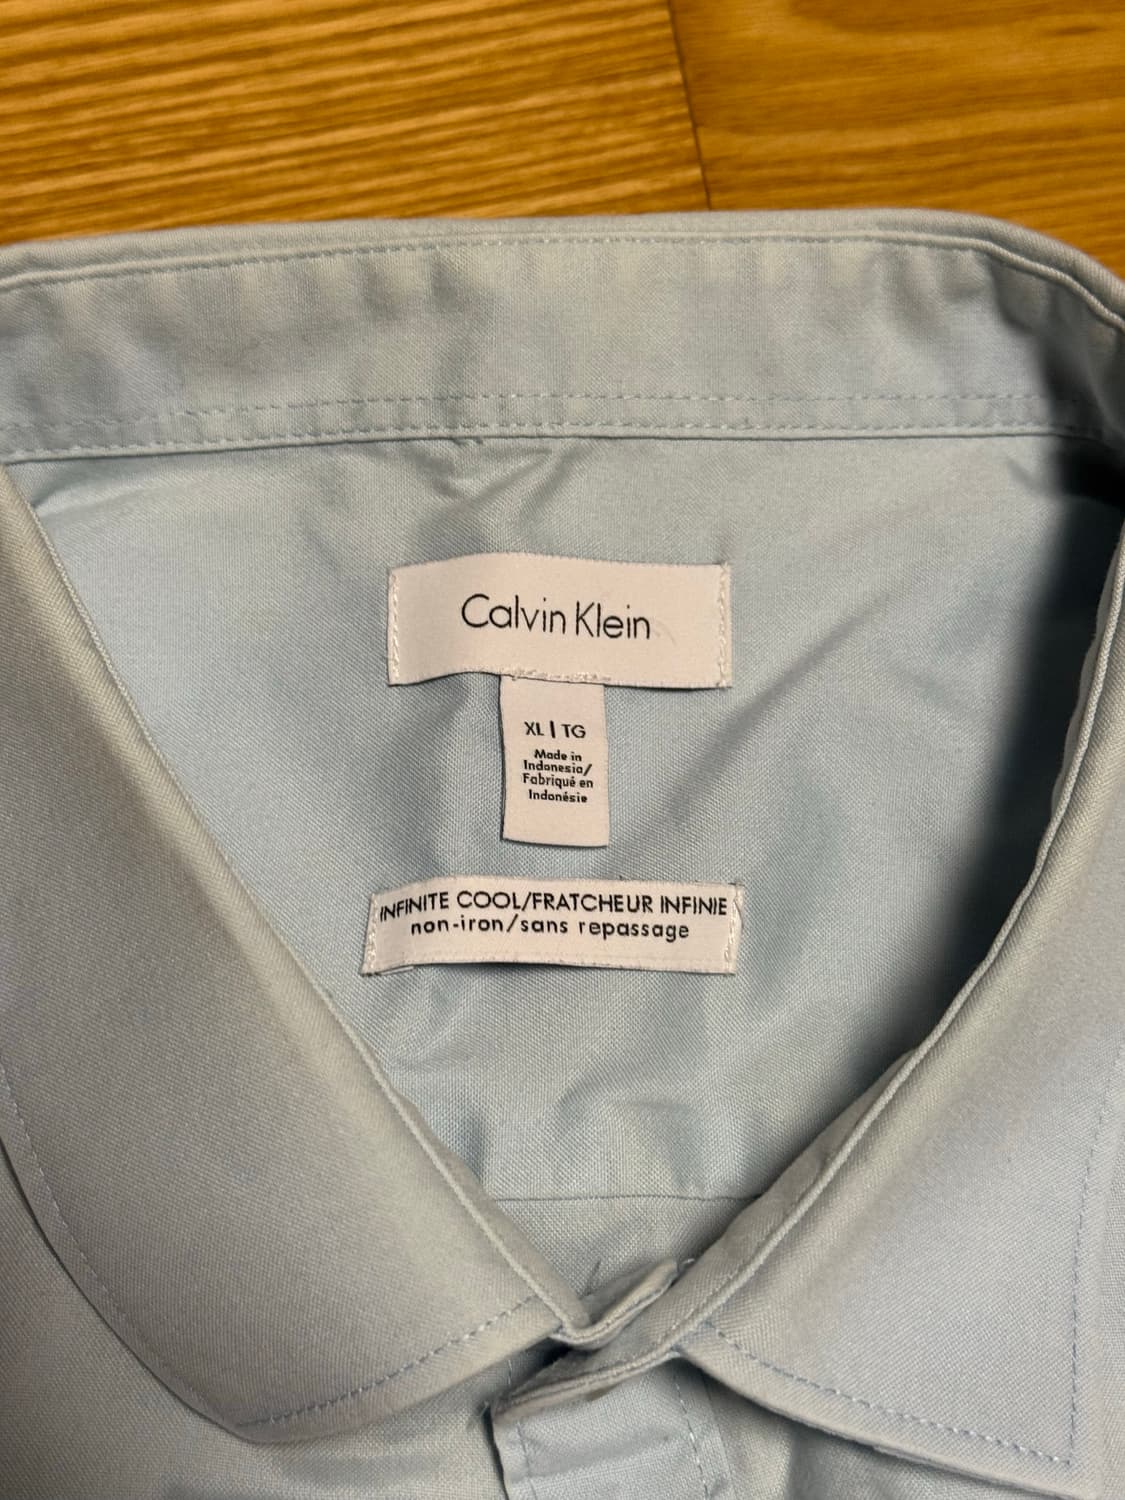 Calvin Klein
XL | TG
Made in
Indonesia/
Fabriqué en
Indonésie
INFINITE COOL/FRATCHEUR INFINIE
non-iron/sans repassage